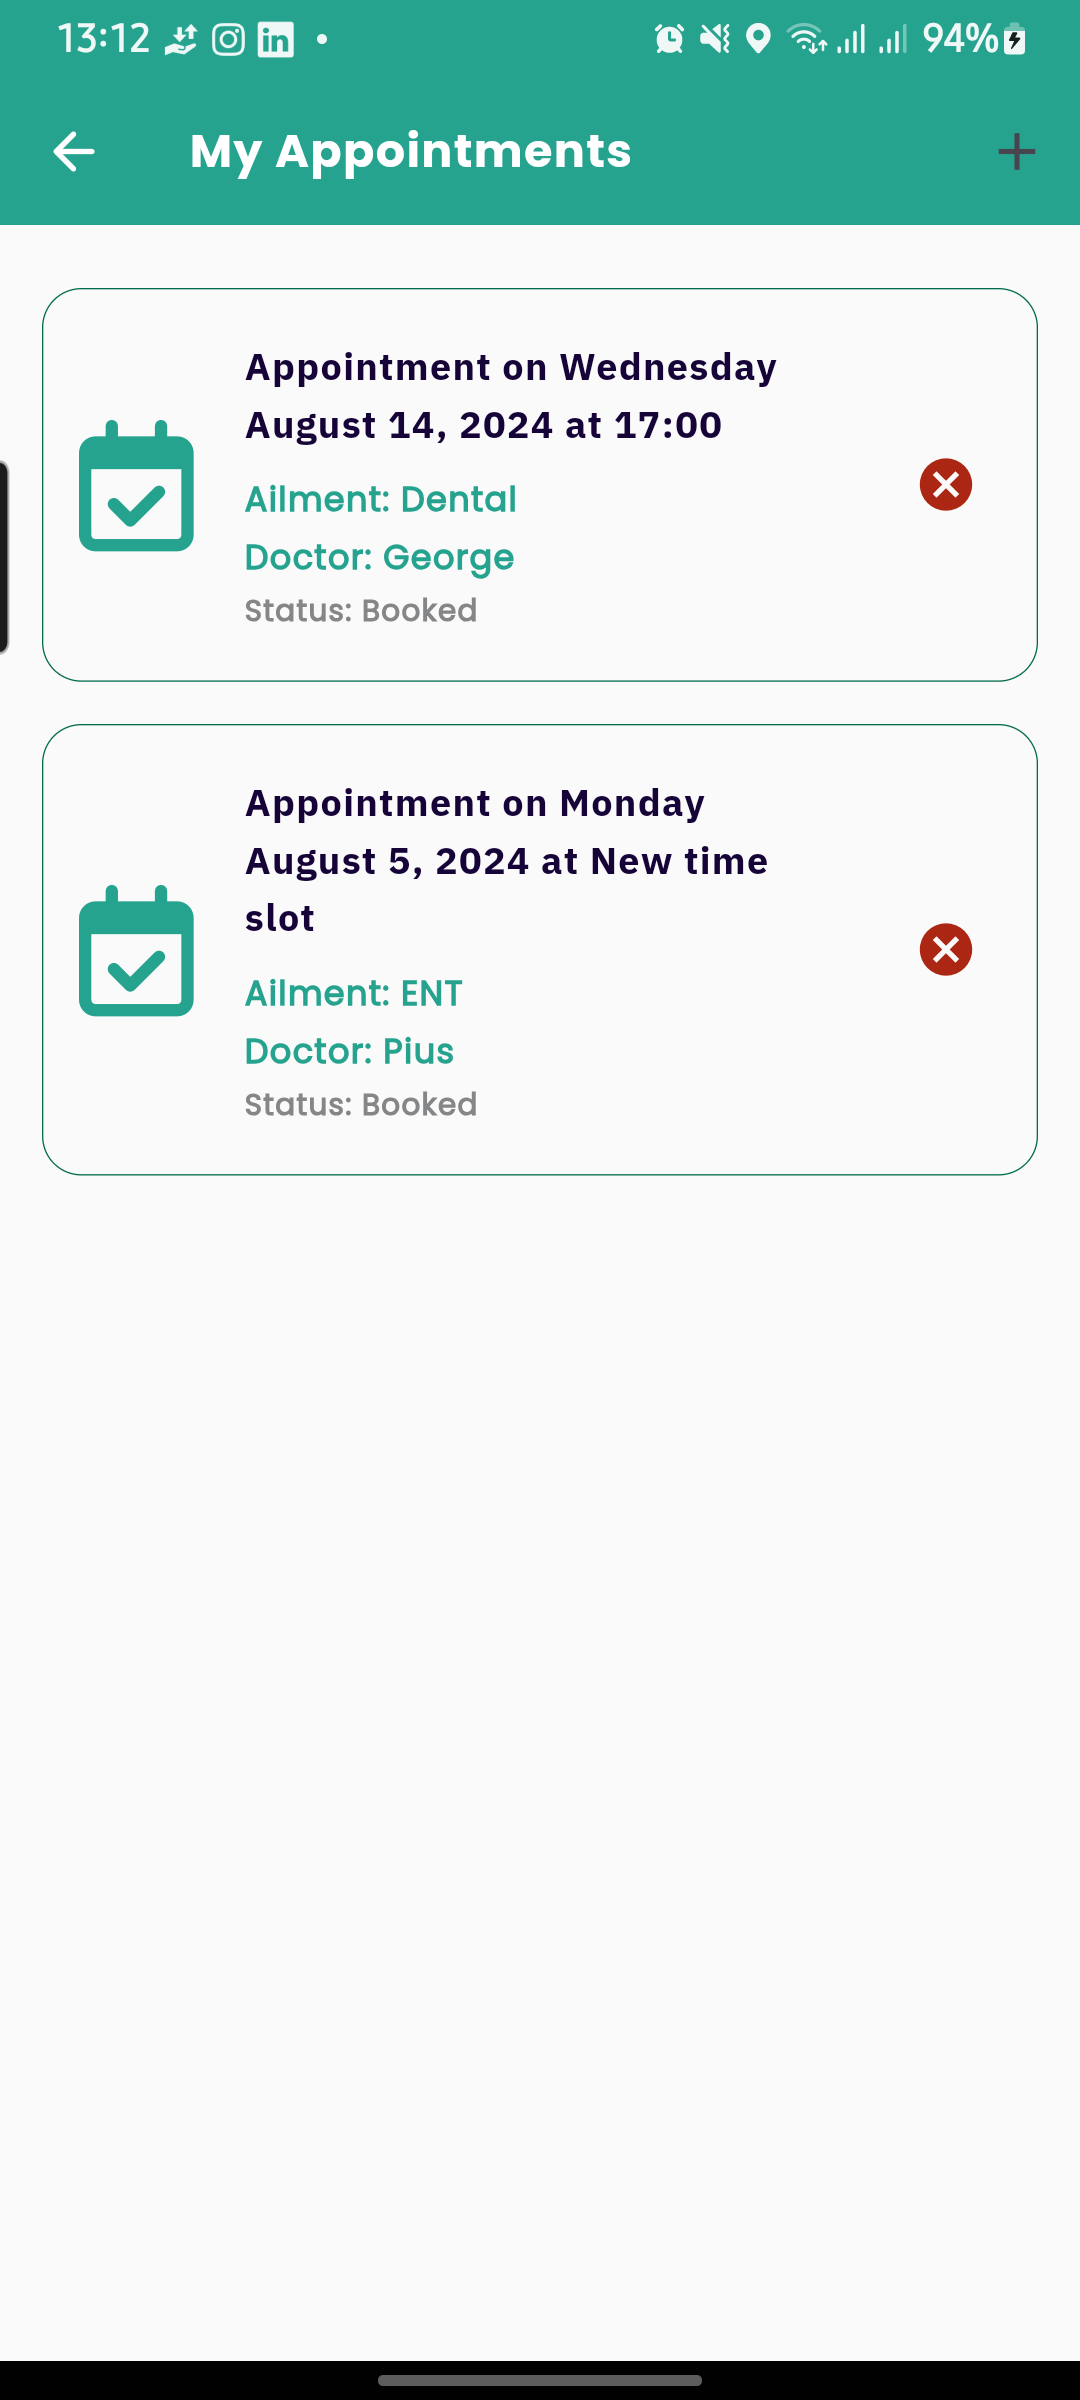 13:12
94%
My Appointments
Appointment on Wednesday
August 14, 2024 at 17:00
Ailment: Dental
Doctor: George
Status: Booked
Appointment on Monday
August 5, 2024 at New time
slot
Ailment: ENT
Doctor: Pius
Status: Booked